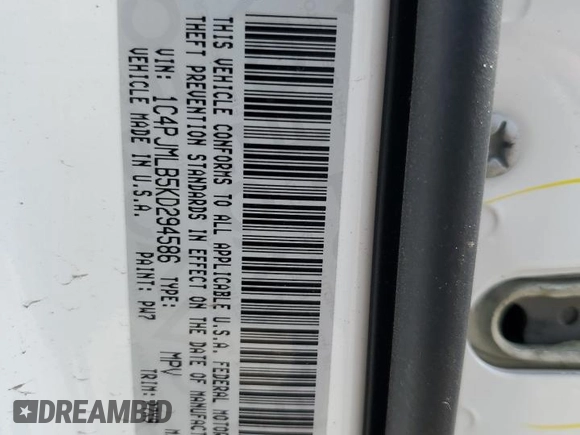 THIS VEHICLE CONFORMS TO ALL APPLICABLE U.S.A. FEDERAL MOTOR
THEFT PREVENTION STANDARDS IN EFFECT ON THE DATE OF MANUFACT
VIN: 1C4PJMLB5KD294586 TYPE: MPV
VEHICLE MADE IN U.S.A. PAINT: PW7 TRIM:
DREAMBID